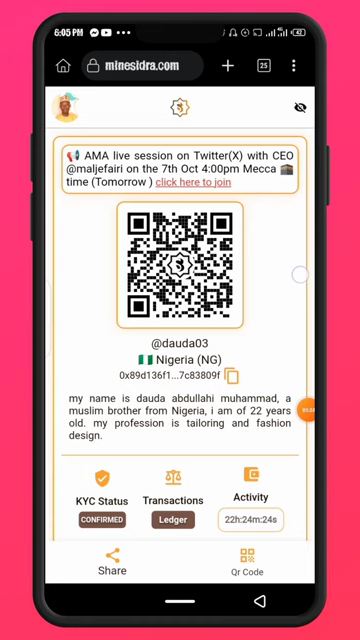 6:05 PM
42
minesidra.com
25
📢 AMA live session on Twitter(X) with CEO
@maljefairi on the 7th Oct 4:00pm Mecca 🕋
time (Tomorrow ) click here to join
@dauda03
🇳🇬 Nigeria (NG)
0x89d136f1...7c83809f
my name is dauda abdullahi muhammad, a
muslim brother from Nigeria, i am of 22 years
old. my profession is tailoring and fashion
design.
KYC Status Transactions Activity
CONFIRMED Ledger 22h:24m:24s
Share Qr Code